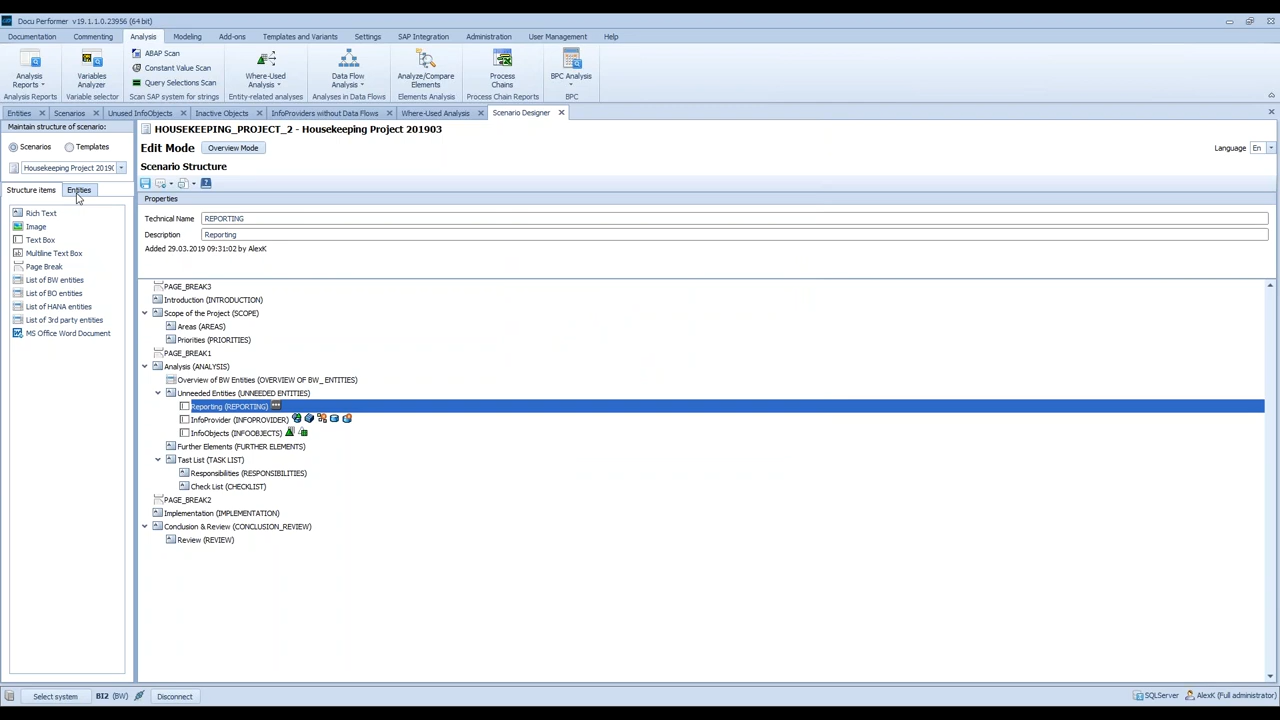 Docu Performer v19.1.1.0.23956 (64 bit)
Documentation Commenting Analysis Modeling Add-ons Templates and Variants Settings SAP Integration Administration User Management Help
Analysis Reports
Variables Analyzer
ABAP Scan
Constant Value Scan
Query Selections Scan
Where-Used Analysis
Data Flow Analysis
Analyze/Compare Elements
Process Chains
BPC Analysis
Analysis Reports Variable selector Scan SAP system for strings Entity-related analyses Analyses in Data Flows Elements Analysis Process Chain Reports BPC
Entities Scenarios Unused InfoObjects Inactive Objects InfoProviders without Data Flows Where-Used Analysis Scenario Designer
Maintain structure of scenario:
Scenarios Templates
Housekeeping Project 2019(
Structure items Entities
Rich Text
Image
Text Box
Multiline Text Box
Page Break
List of BW entities
List of BO entities
List of HANA entities
List of 3rd party entities
MS Office Word Document
HOUSEKEEPING_PROJECT_2 - Housekeeping Project 201903
Edit Mode Overview Mode
Language En
Scenario Structure
Properties
Technical Name REPORTING
Description Reporting
Added 29.03.2019 09:31:02 by AlexK
PAGE_BREAK3
Introduction (INTRODUCTION)
Scope of the Project (SCOPE)
Areas (AREAS)
Priorities (PRIORITIES)
PAGE_BREAK1
Analysis (ANALYSIS)
Overview of BW Entities (OVERVIEW OF BW_ ENTITIES)
Unneeded Entities (UNNEEDED ENTITIES)
Reporting (REPORTING)
InfoProvider (INFOPROVIDER)
InfoObjects (INFOOBJECTS)
Further Elements (FURTHER ELEMENTS)
Tast List (TASK LIST)
Responsibilities (RESPONSIBILITIES)
Check List (CHECKLIST)
PAGE_BREAK2
Implementation (IMPLEMENTATION)
Conclusion & Review (CONCLUSION_REVIEW)
Review (REVIEW)
Select system BI2 (BW) Disconnect
SQLServer AlexK (Full administrator)